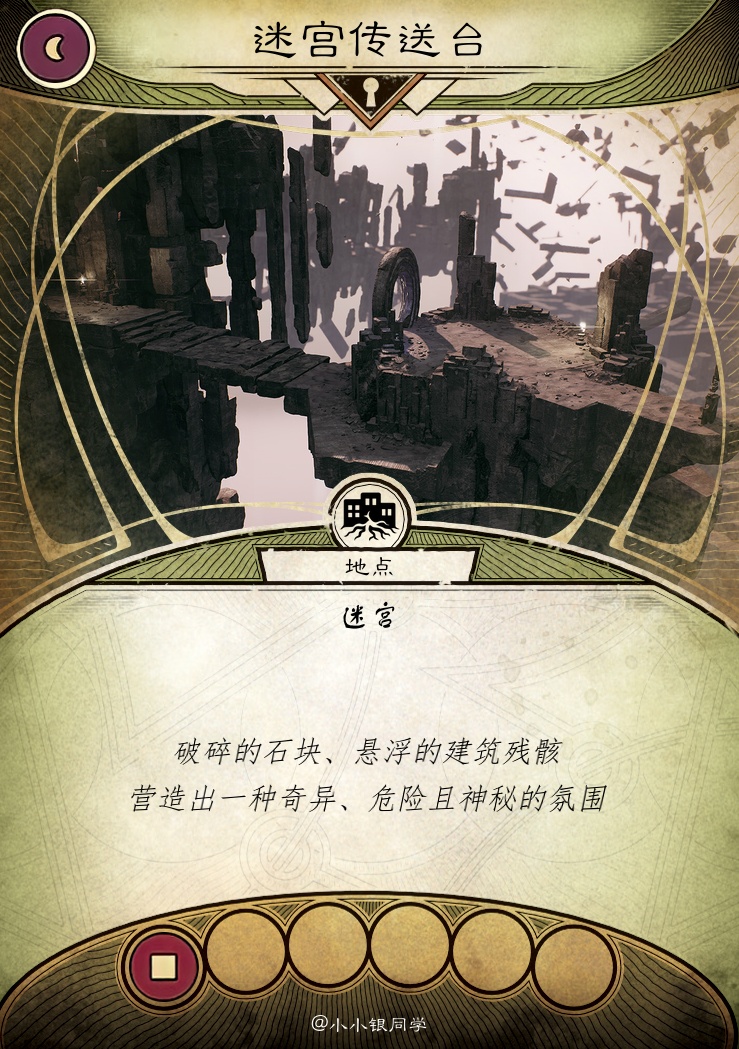 迷宫传送台
地点
迷宫
破碎的石块、悬浮的建筑残骸
营造出一种奇异、危险且神秘的氛围
@小小银同学